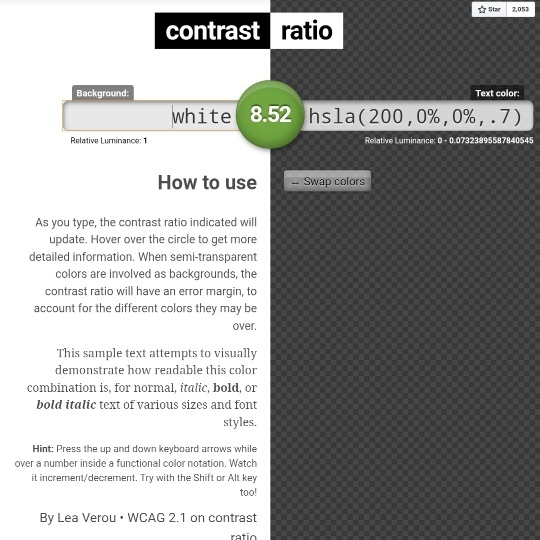 Star 2,053
contrast ratio
Background:
Text color:
white
8.52
hsla(200,0%,0%,.7)
Relative Luminance: 1
Relative Luminance: 0 - 0.07323895587840545
How to use
↔ Swap colors
As you type, the contrast ratio indicated will
update. Hover over the circle to get more
detailed information. When semi-transparent
colors are involved as backgrounds, the
contrast ratio will have an error margin, to
account for the different colors they may be
over.
This sample text attempts to visually
demonstrate how readable this color
combination is, for normal, italic, bold, or
bold italic text of various sizes and font
styles.
Hint: Press the up and down keyboard arrows while
over a number inside a functional color notation. Watch
it increment/decrement. Try with the Shift or Alt key
too!
By Lea Verou • WCAG 2.1 on contrast
ratio